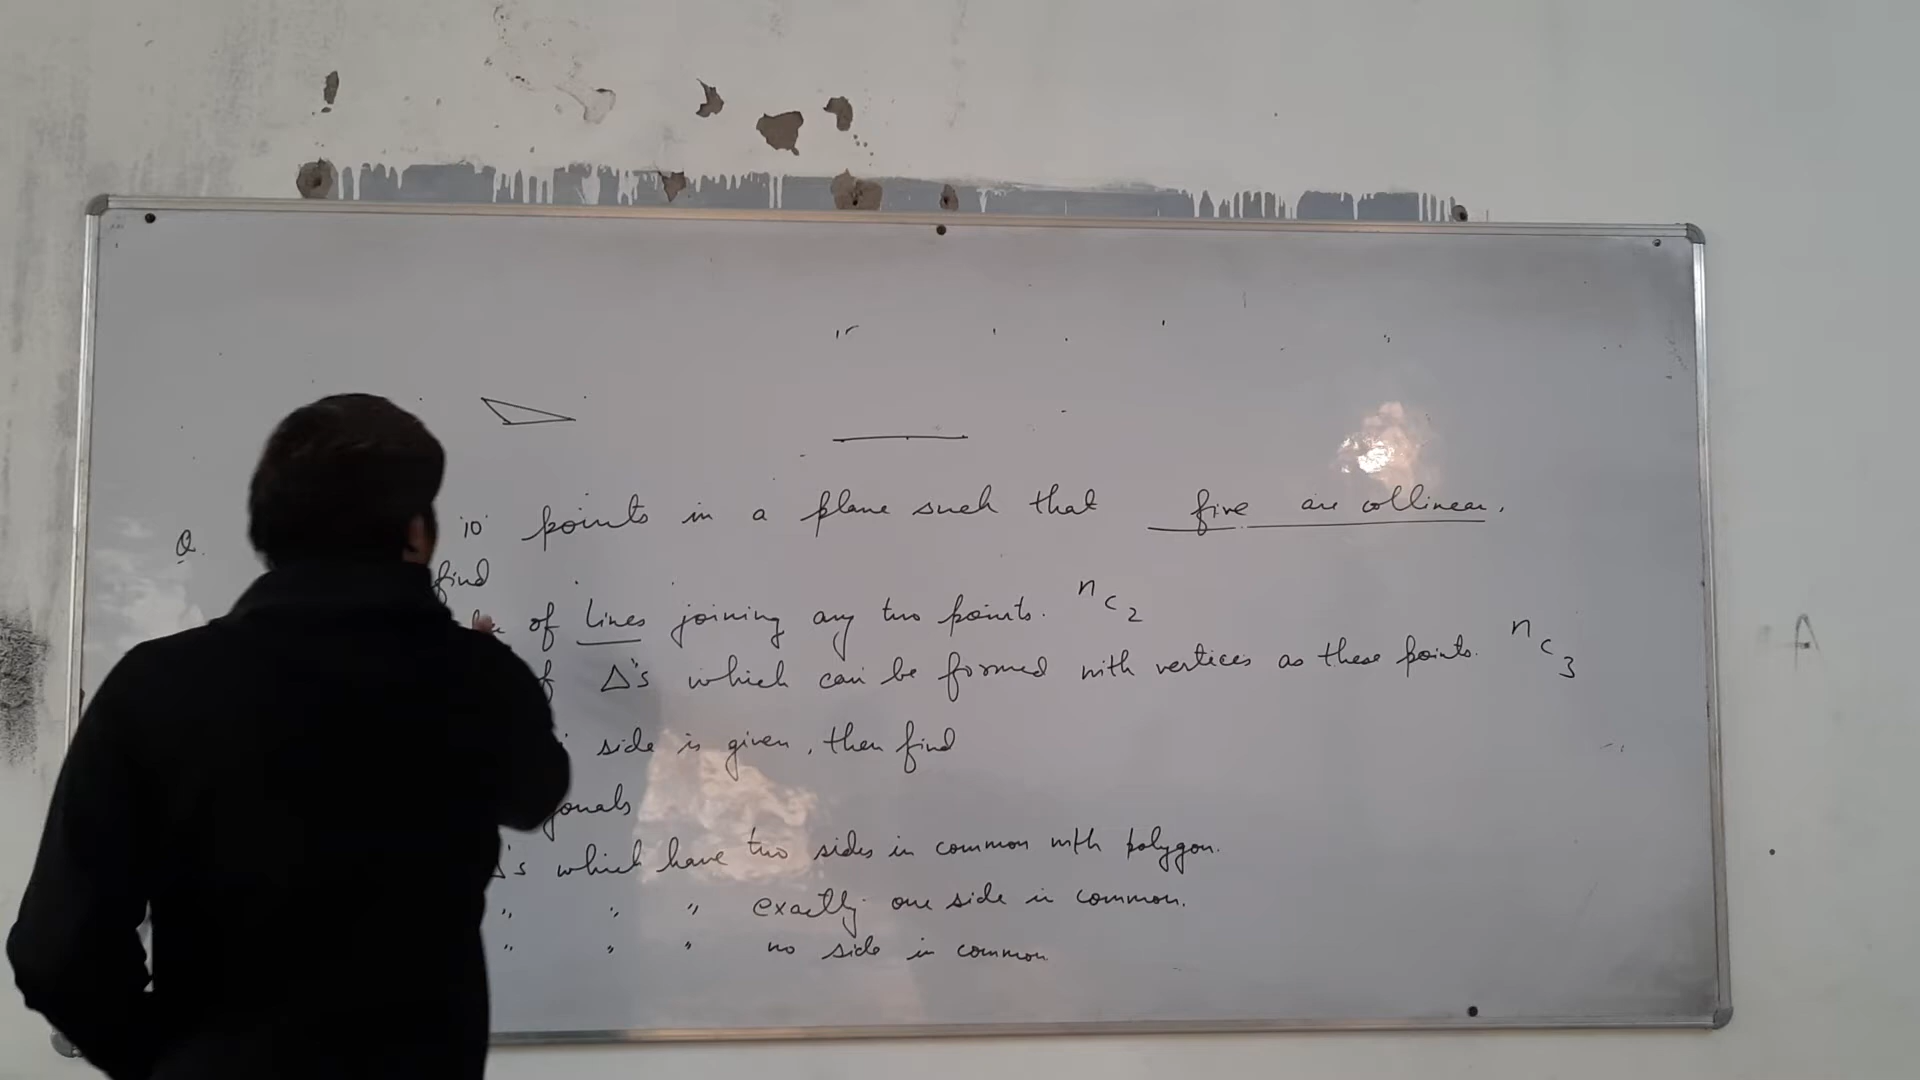 Q. 10 points in a plane such that five are collinear.
find
of lines joining any two points. nC2
of Δ's which can be formed with vertices as these points. nC3
side is given, then find
gonals
Δ's which have two sides in common with polygon.
" " " exactly one side in common.
" " " no side in common
A